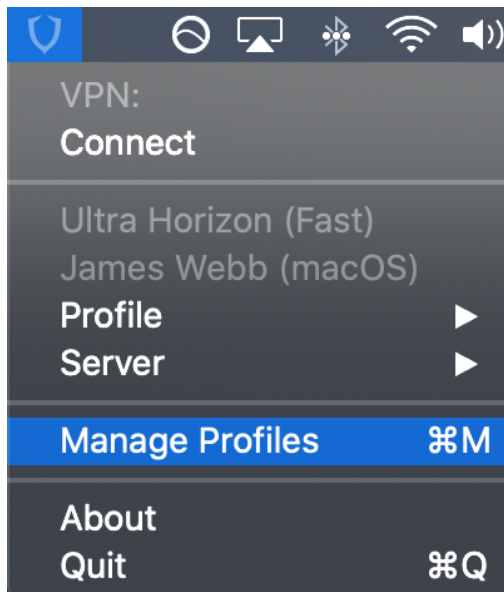 VPN:
Connect
Ultra Horizon (Fast)
James Webb (macOS)
Profile ▶
Server ▶
Manage Profiles ⌘M
About
Quit ⌘Q